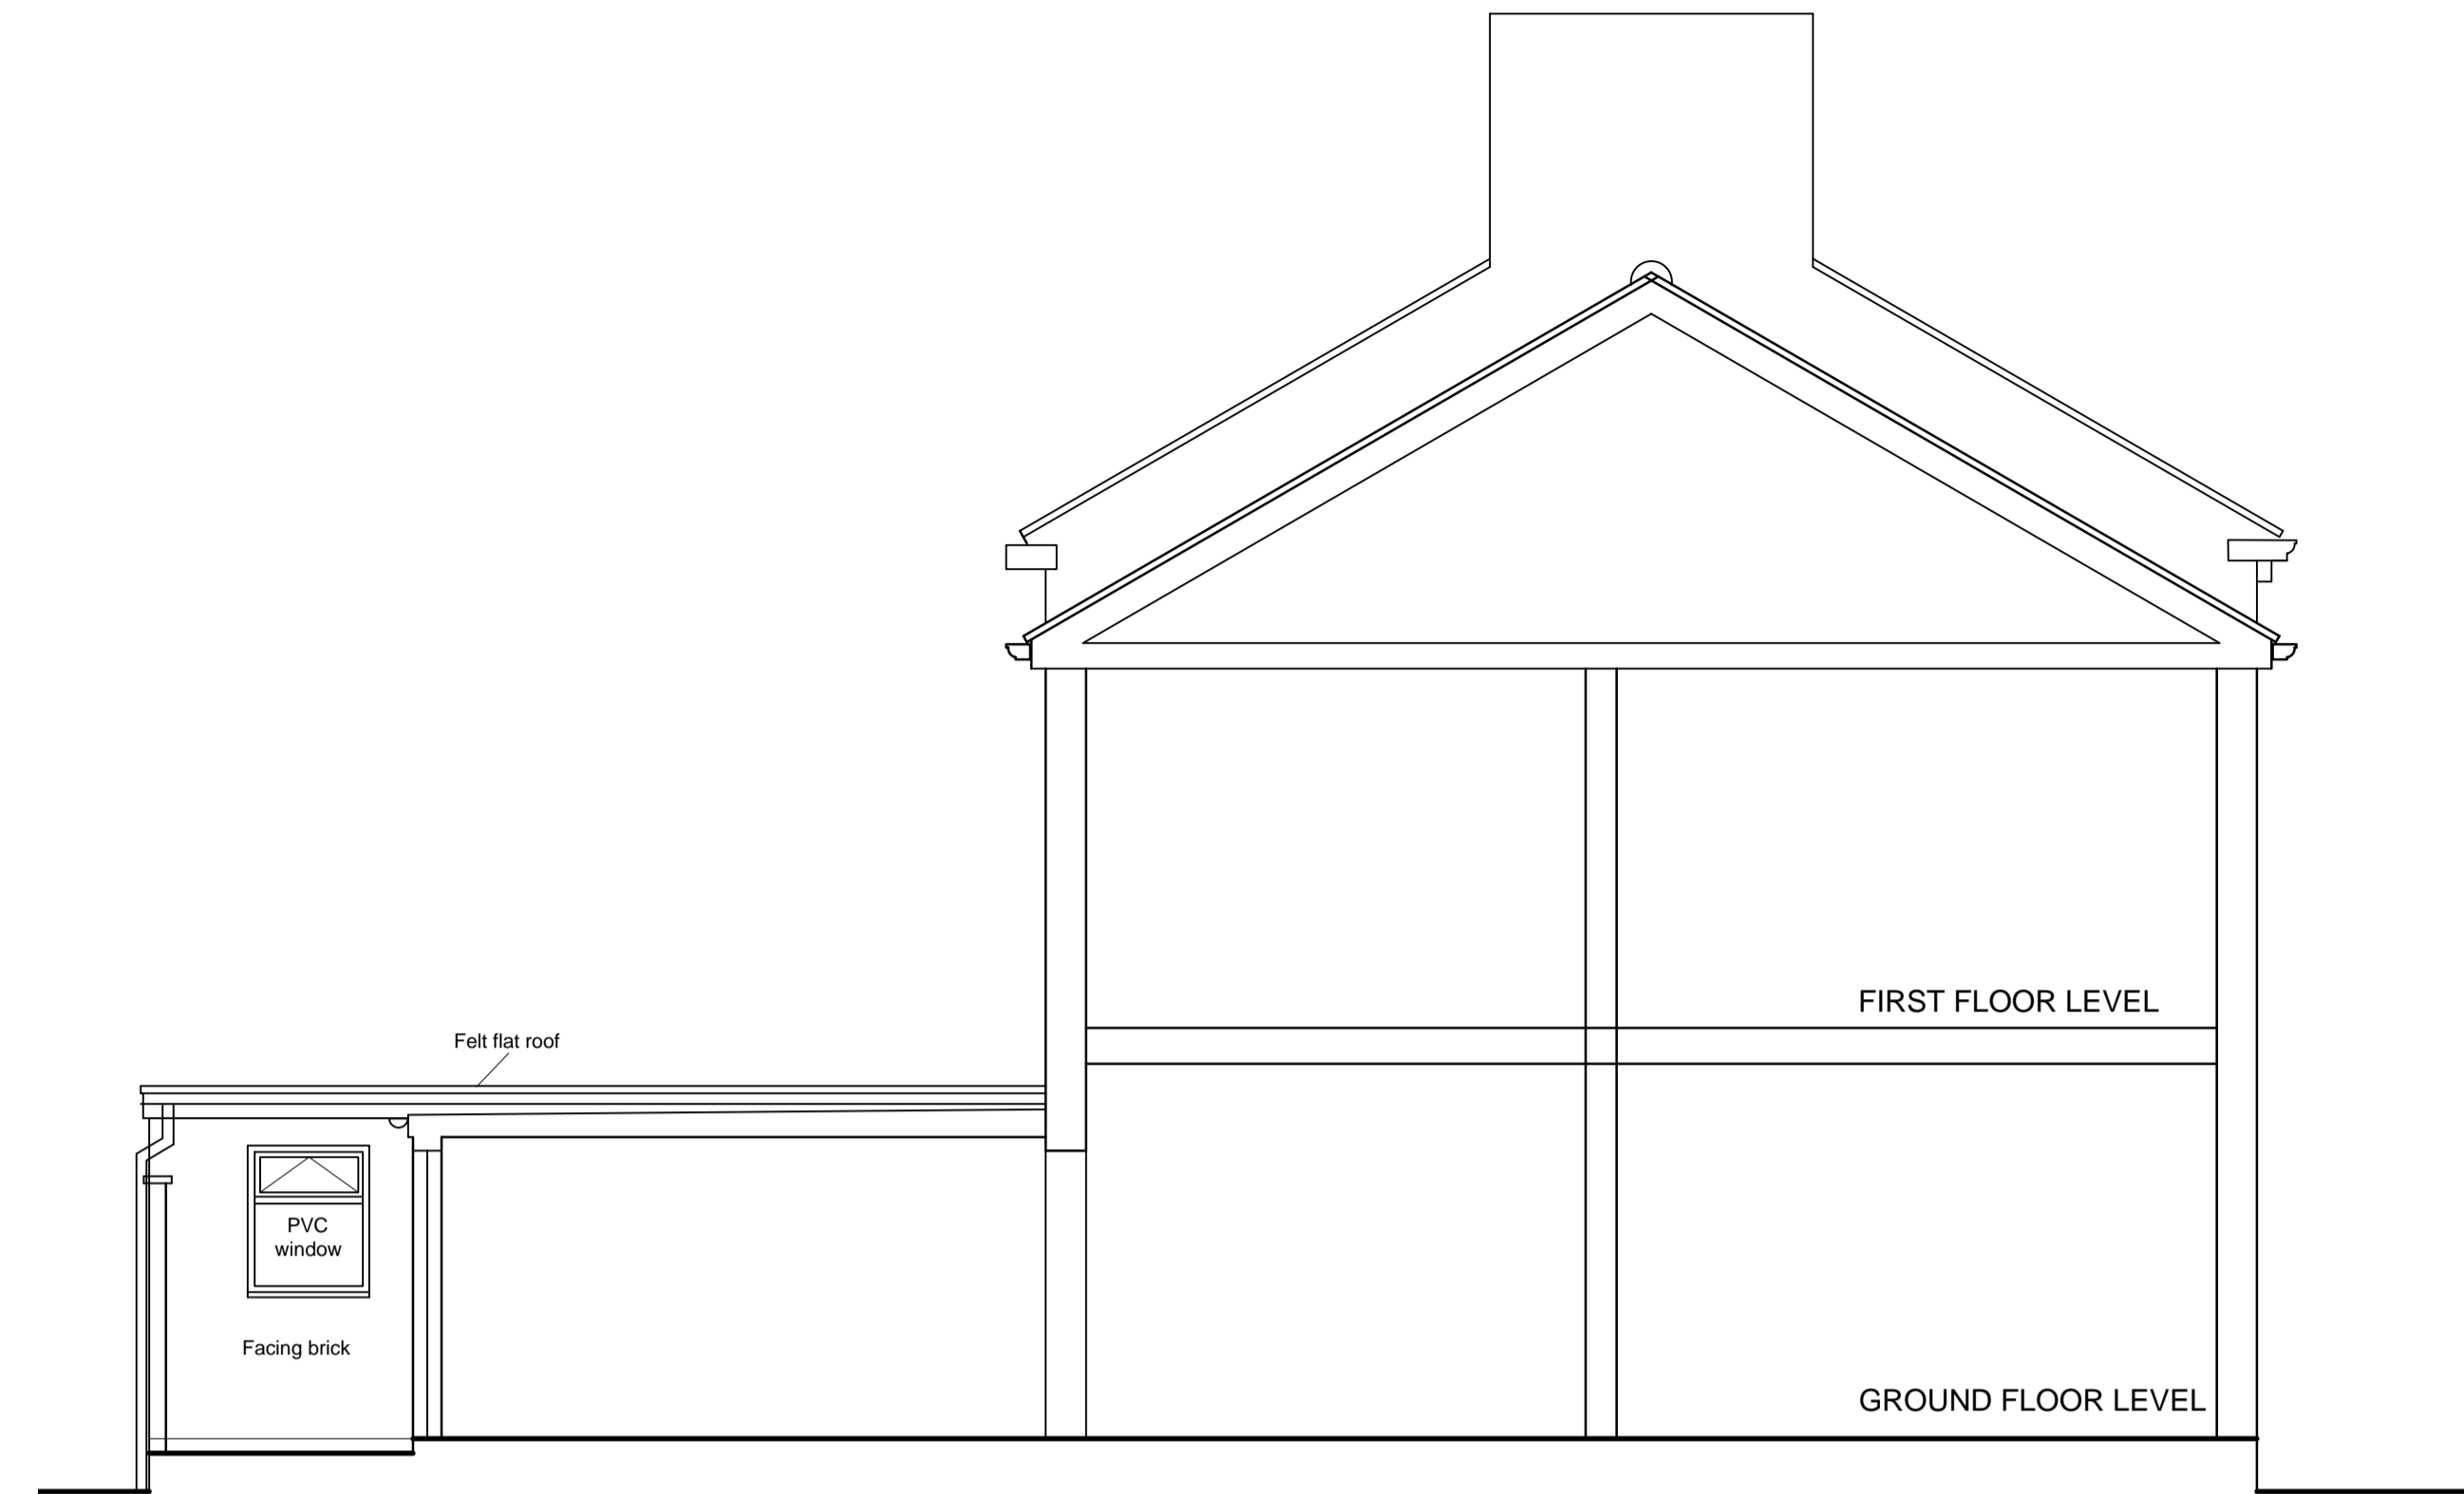 FIRST FLOOR LEVEL
Felt flat roof
PVC
window
Facing brick
GROUND FLOOR LEVEL